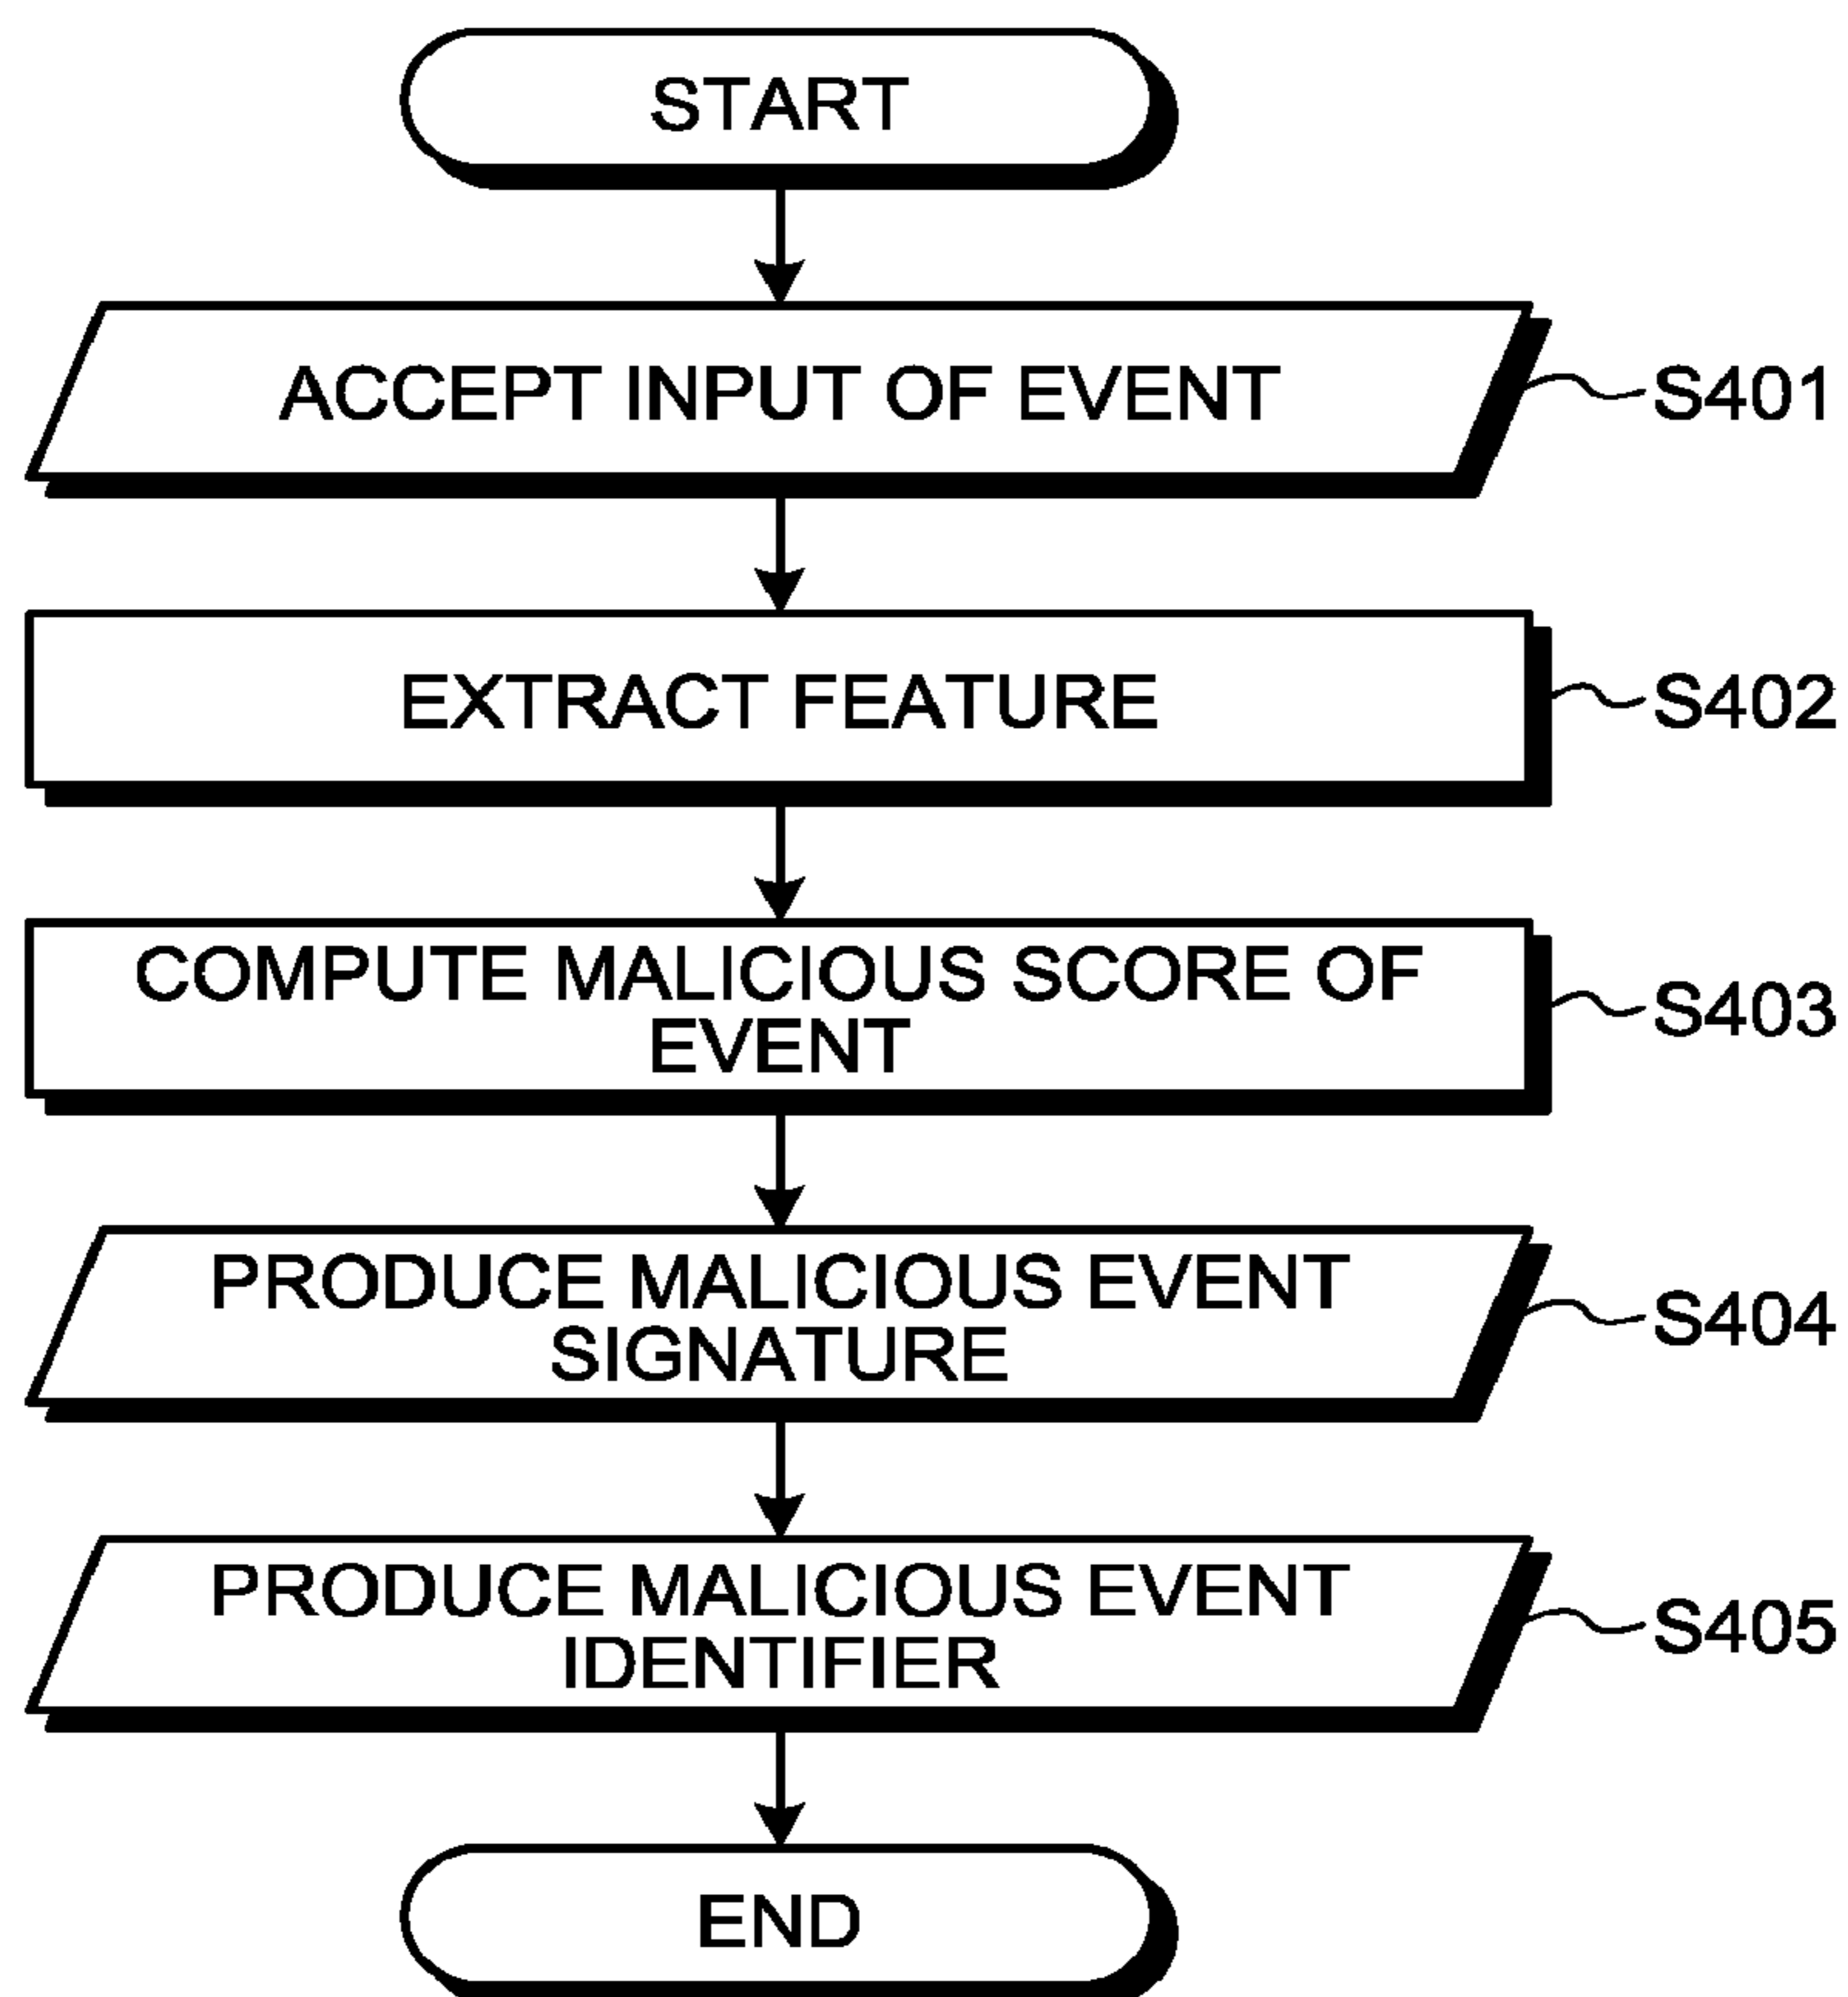 START
ACCEPT INPUT OF EVENT
S401
EXTRACT FEATURE
S402
COMPUTE MALICIOUS SCORE OF
EVENT
S403
PRODUCE MALICIOUS EVENT
SIGNATURE
S404
PRODUCE MALICIOUS EVENT
IDENTIFIER
S405
END